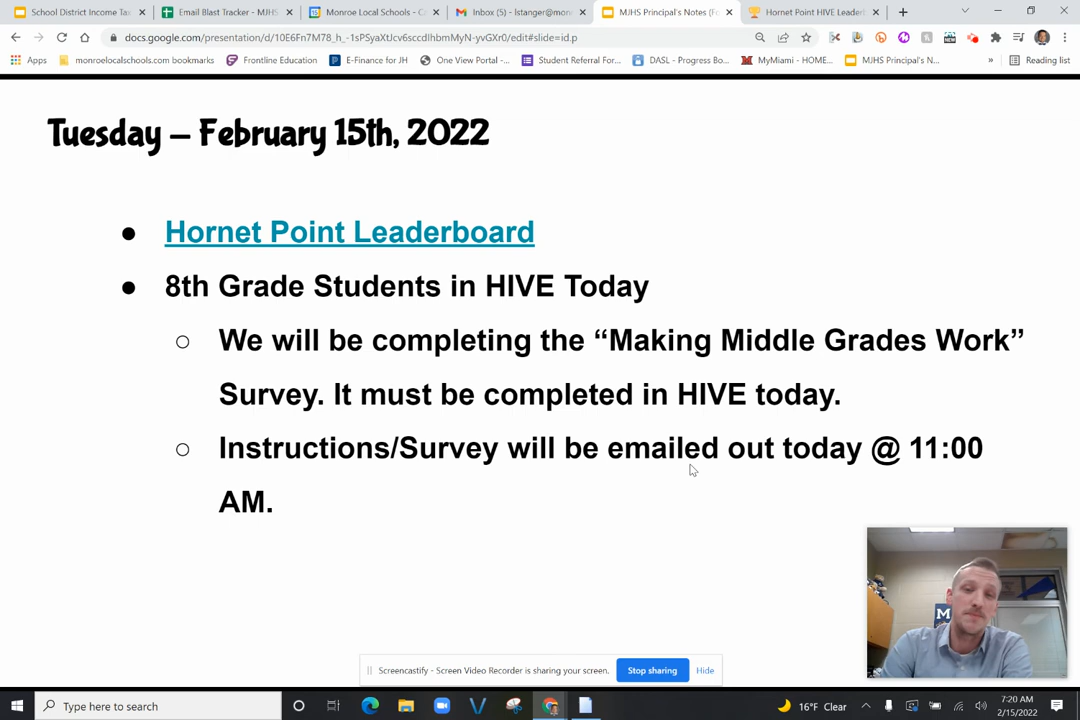 School District Income Ta
Email Blast Tracker - MJHS
Monroe Local Schools - C
Inbox (5) - lstanger@mon
MJHS Principal's Notes (Fo
Hornet Point HIVE Leaderb
docs.google.com/presentation/d/10E6Fn7M78_h_-1sPSyaXtJcv6sccdIhbmMyN-yvGXr0/edit#slide=id.p
Apps
monroelocalschools.com bookmarks
Frontline Education
E-Finance for JH
One View Portal -...
Student Referral For...
DASL - Progress Bo...
MyMiami - HOME...
MJHS Principal's N...
»
Reading list
Tuesday – February 15th, 2022
● Hornet Point Leaderboard
● 8th Grade Students in HIVE Today
○ We will be completing the “Making Middle Grades Work”
Survey. It must be completed in HIVE today.
○ Instructions/Survey will be emailed out today @ 11:00
AM.
M
Screencastify - Screen Video Recorder is sharing your screen.
Stop sharing
Hide
Type here to search
16°F Clear
7:20 AM
2/15/2022